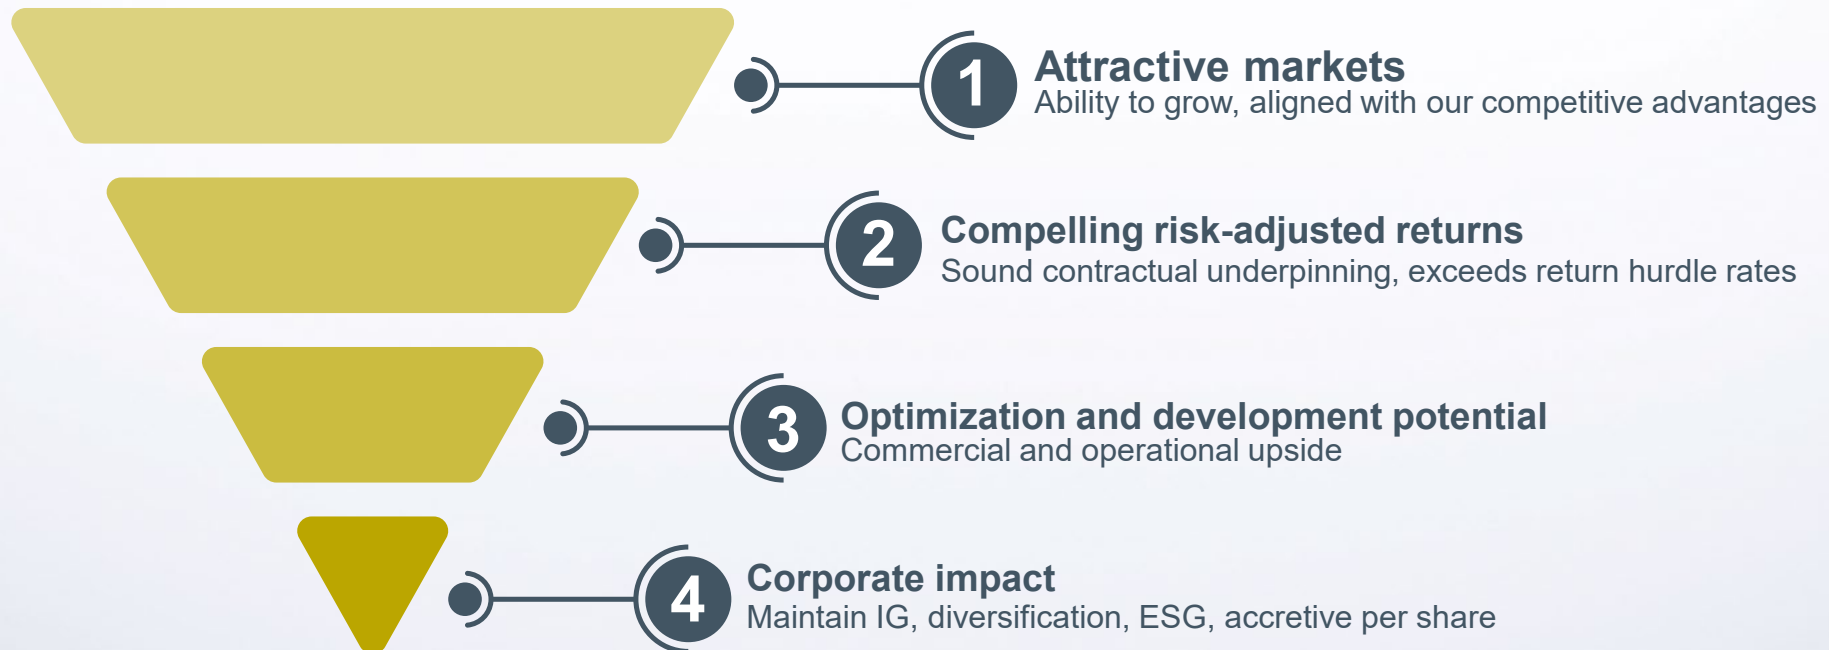 1
Attractive markets
Ability to grow, aligned with our competitive advantages
2
Compelling risk-adjusted returns
Sound contractual underpinning, exceeds return hurdle rates
3
Optimization and development potential
Commercial and operational upside
4
Corporate impact
Maintain IG, diversification, ESG, accretive per share